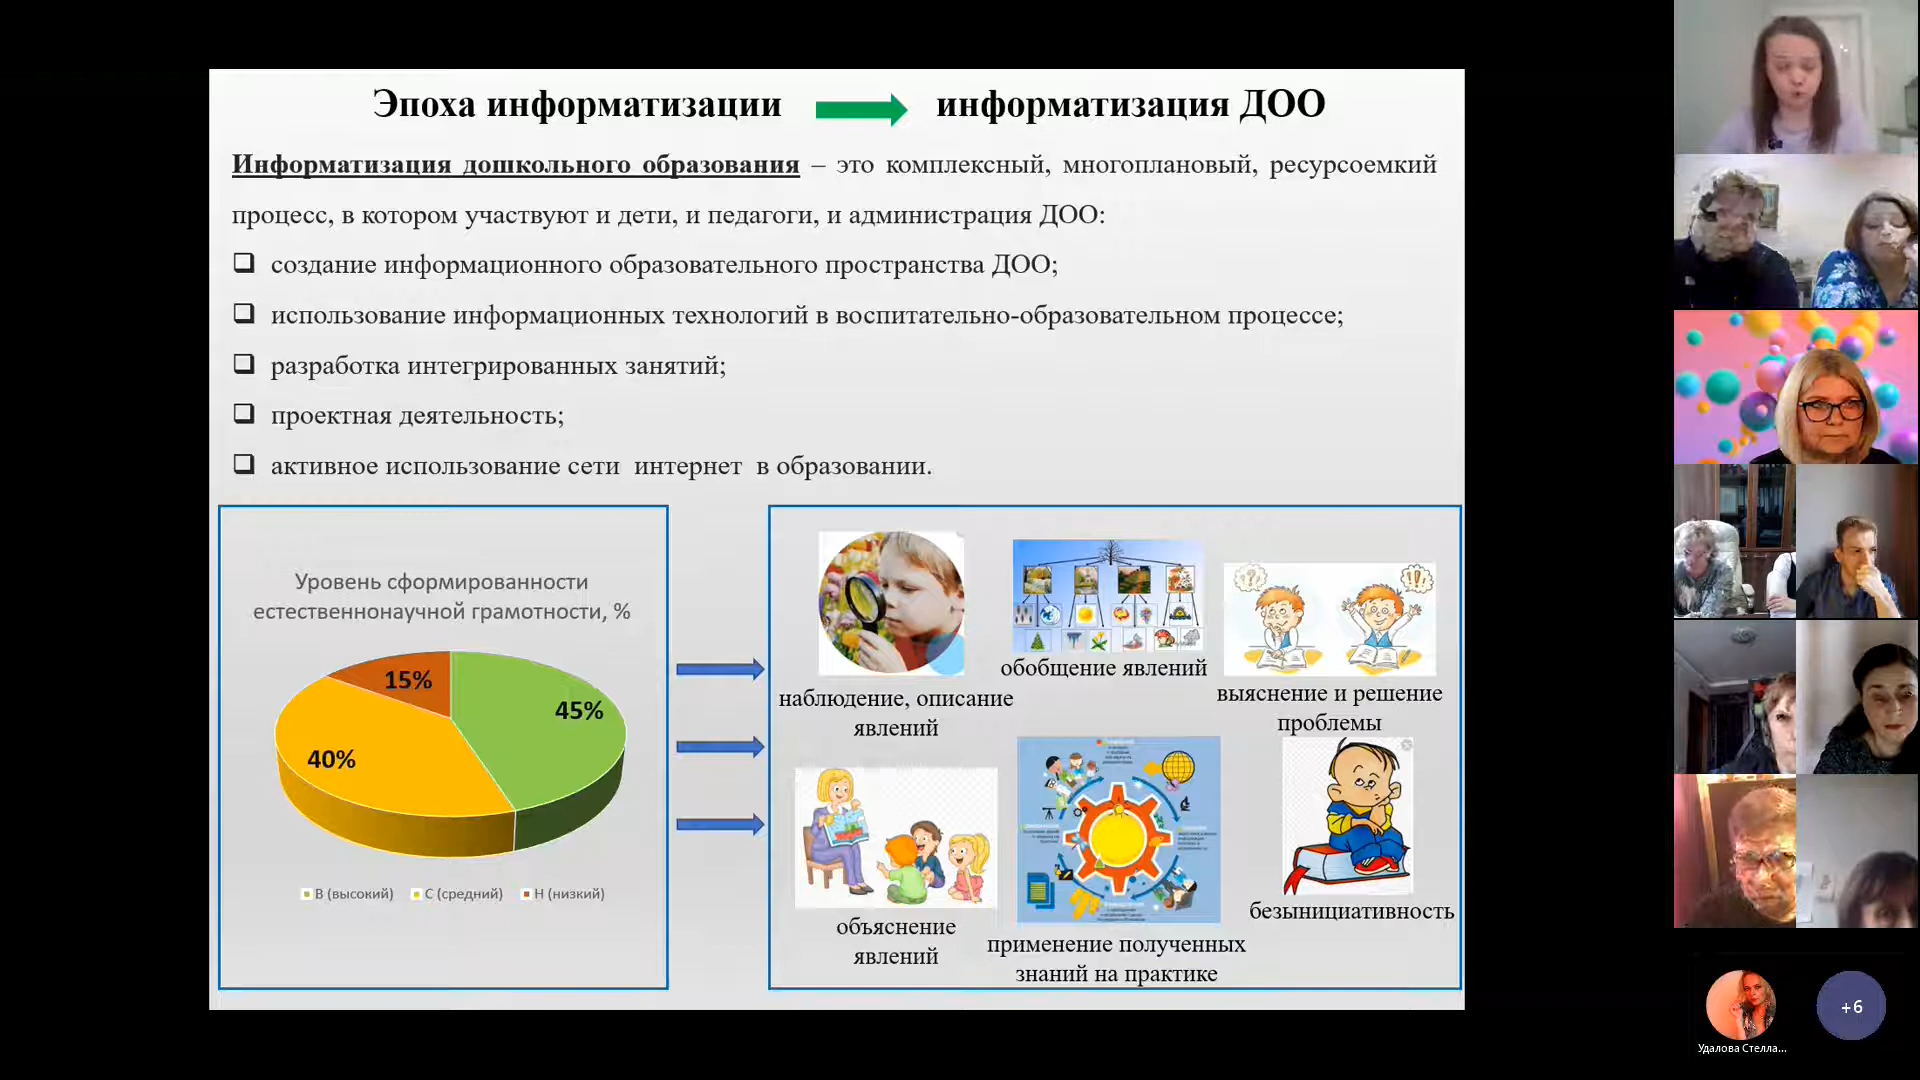 Эпоха информатизации информатизация ДОО
Информатизация дошкольного образования – это комплексный, многоплановый, ресурсоемкий
процесс, в котором участвуют и дети, и педагоги, и администрация ДОО:
создание информационного образовательного пространства ДОО;
использование информационных технологий в воспитательно-образовательном процессе;
разработка интегрированных занятий;
проектная деятельность;
активное использование сети интернет в образовании.
Уровень сформированности
естественнонаучной грамотности, %
15%
45%
40%
В (высокий) С (средний) Н (низкий)
наблюдение, описание
явлений
обобщение явлений
выяснение и решение
проблемы
объяснение
явлений
применение полученных
знаний на практике
безынициативность
+6
Удалова Стелла...